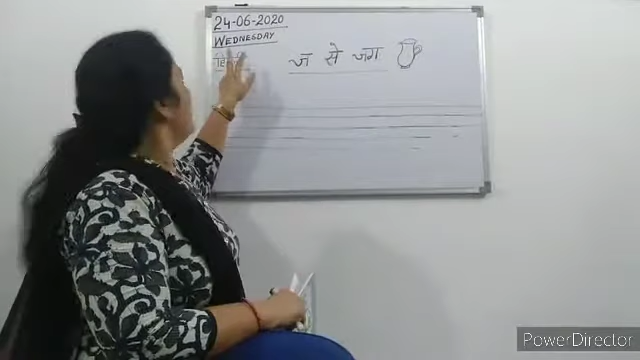 24-06-2020
WEDNESDAY
ज से जग
PowerDirector